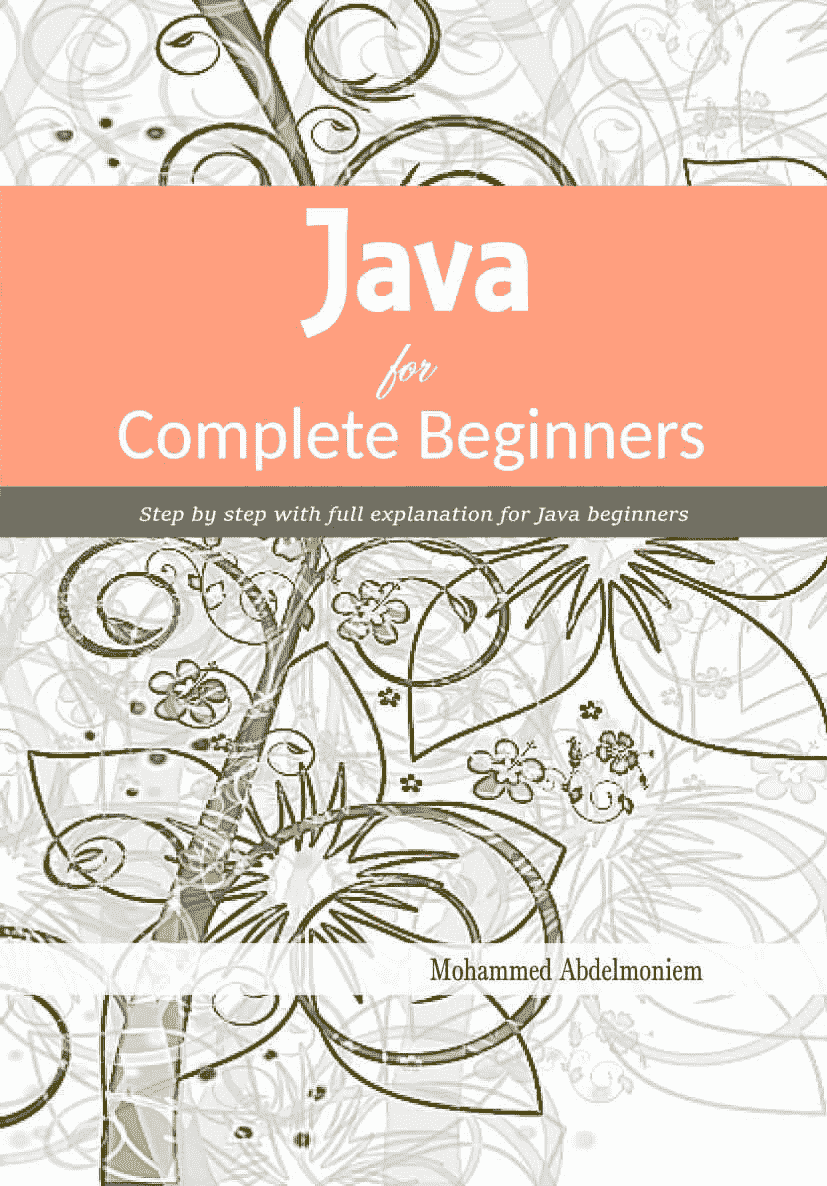 Java
for
Complete Beginners
Step by step with full explanation for Java beginners
Mohammed Abdelmoniem